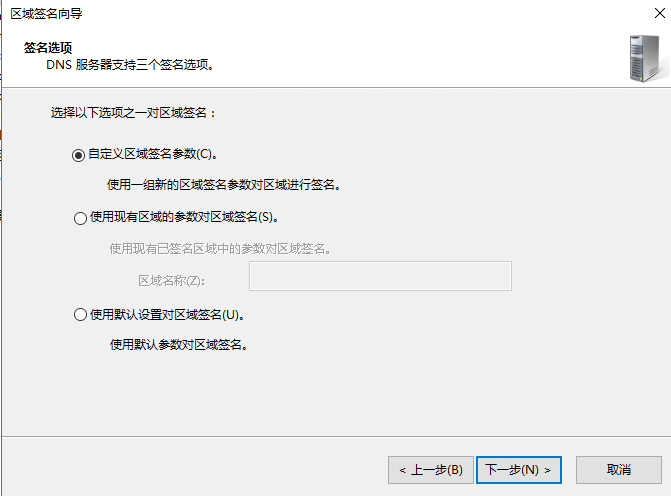 区域签名向导
签名选项
DNS 服务器支持三个签名选项。
选择以下选项之一对区域签名：
自定义区域签名参数(C)。
使用一组新的区域签名参数对区域进行签名。
使用现有区域的参数对区域签名(S)。
使用现有已签名区域中的参数对区域签名。
区域名称(Z)：
使用默认设置对区域签名(U)。
使用默认参数对区域签名。
< 上一步(B) 下一步(N) > 取消